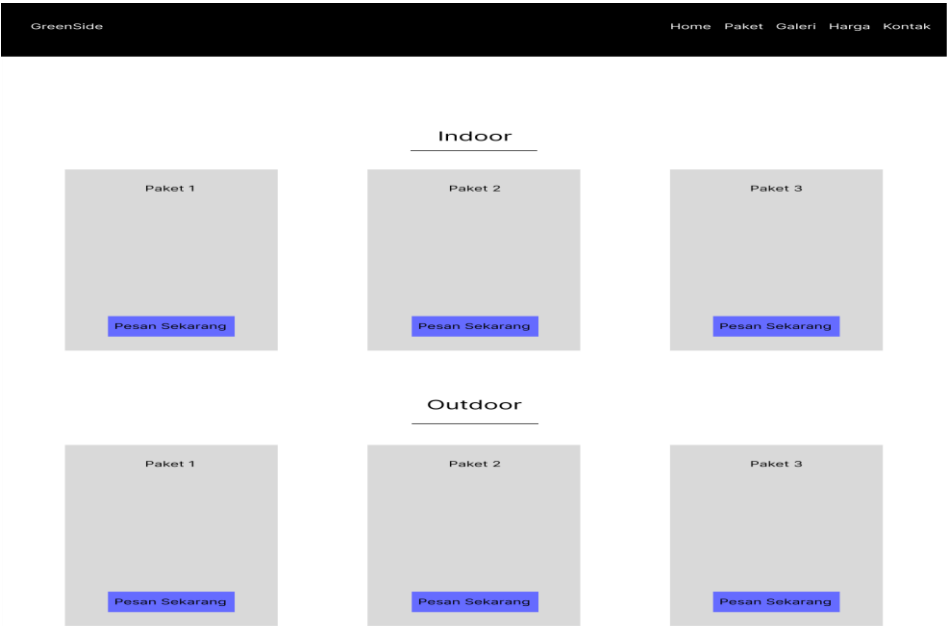 GreenSide Home Paket Galeri Harga Kontak
Indoor
Paket 1 Paket 2 Paket 3
Pesan Sekarang Pesan Sekarang Pesan Sekarang
Outdoor
Paket 1 Paket 2 Paket 3
Pesan Sekarang Pesan Sekarang Pesan Sekarang